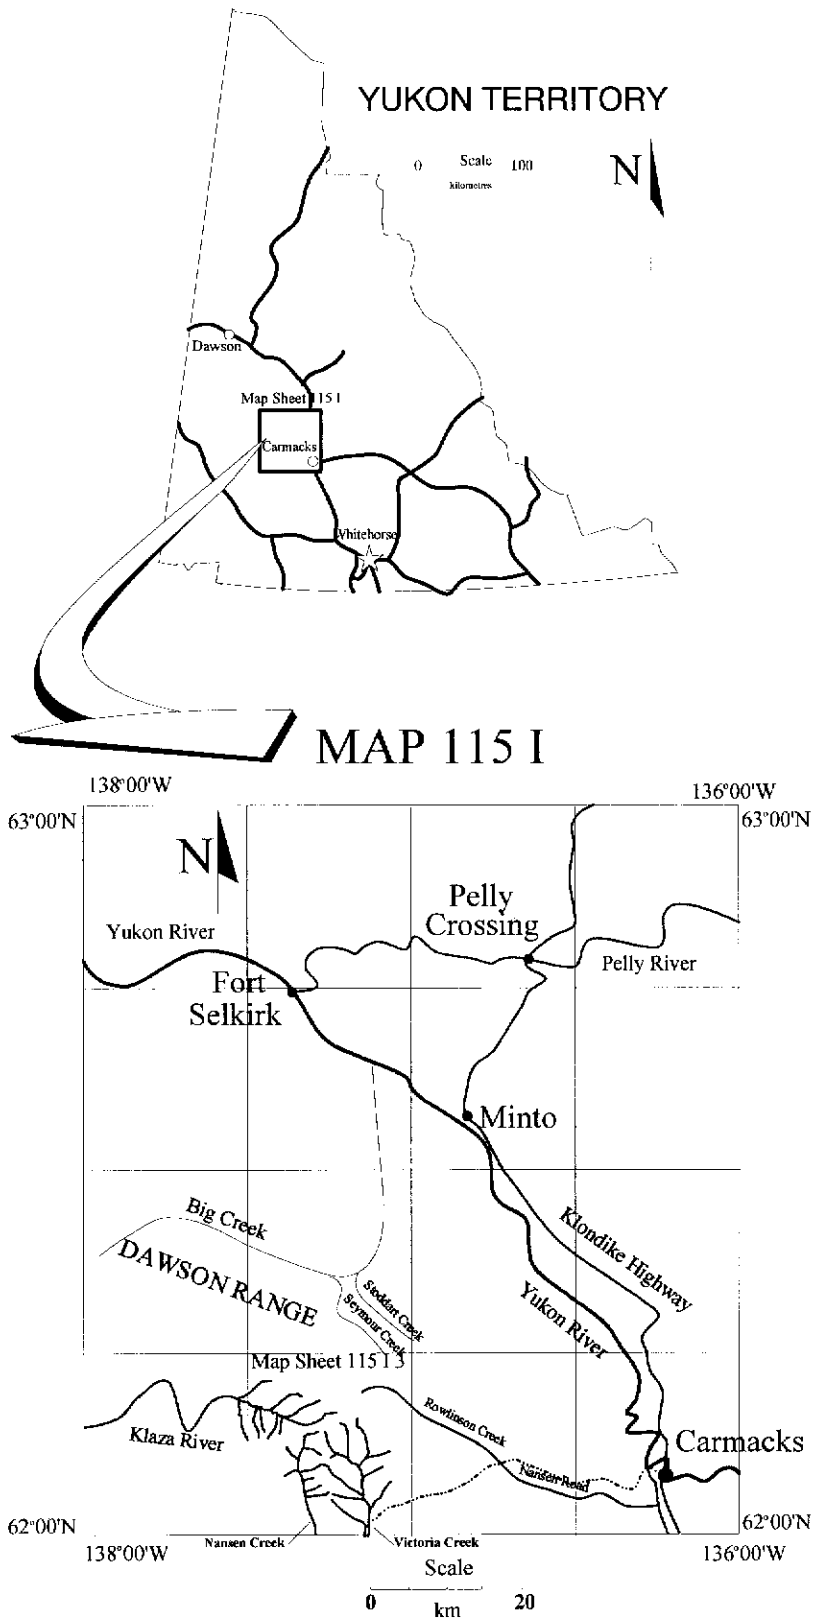 YUKON TERRITORY
0 Scale 100
kilometres
N
Dawson
Map Sheet 115 I
Carmacks
Whitehorse
MAP 115 I
138°00'W
136°00'W
63°00'N
63°00'N
N
Pelly
Crossing
Yukon River
Pelly River
Fort
Selkirk
Minto
Big Creek
Klondike Highway
DAWSON RANGE
Stoddart Creek
Yukon River
Seymour Creek
Map Sheet 115 I 3
Rowlinson Creek
Klaza River
Carmacks
Nansen Road
62°00'N
62°00'N
Nansen Creek
Victoria Creek
138°00'W
136°00'W
Scale
0 20
km